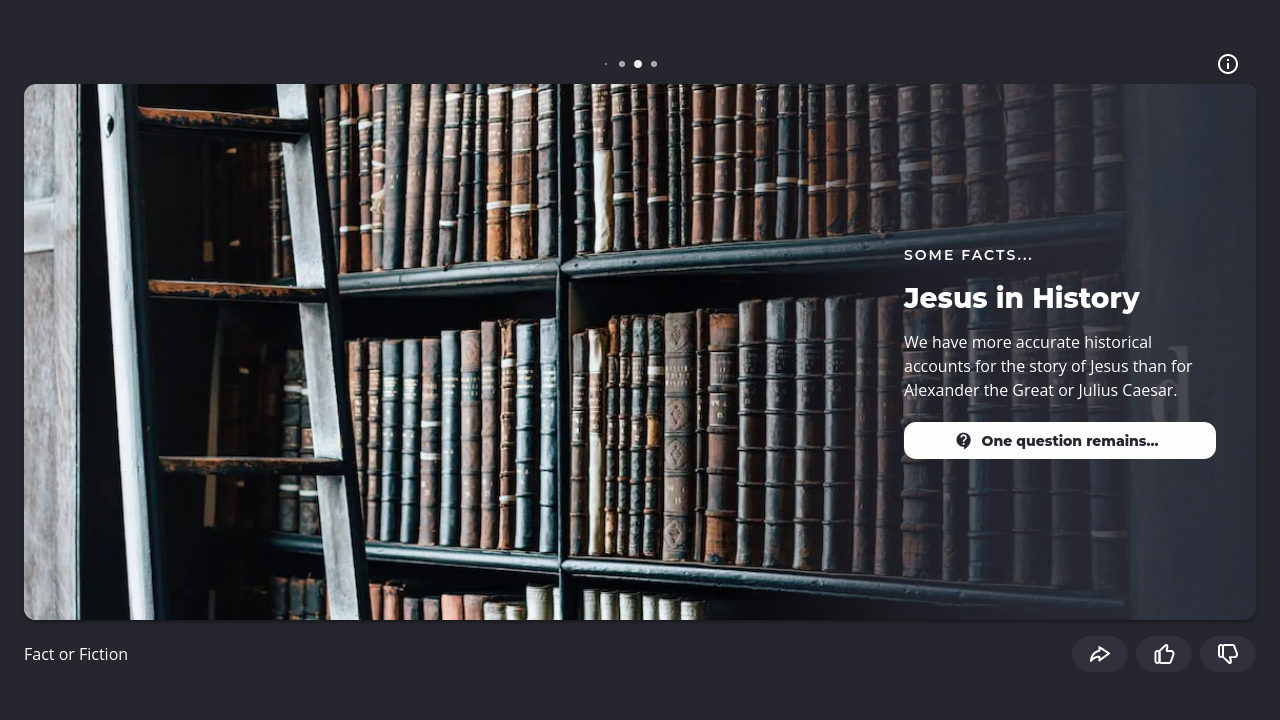 SOME FACTS...
Jesus in History
We have more accurate historical
accounts for the story of Jesus than for
Alexander the Great or Julius Caesar.
One question remains...
Fact or Fiction